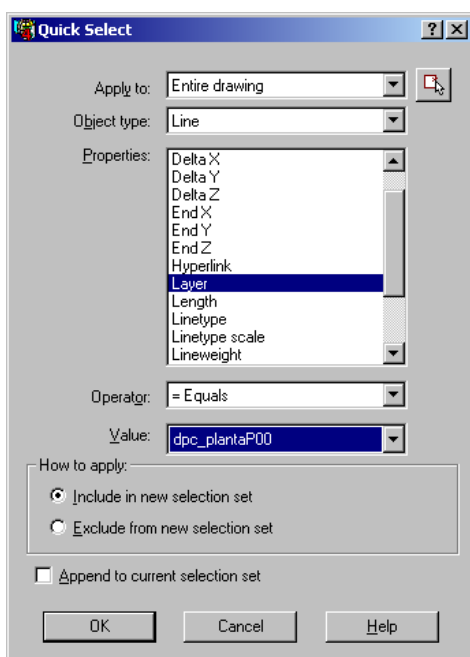 Quick Select
Apply to: Entire drawing
Object type: Line
Properties:
Delta X
Delta Y
Delta Z
End X
End Y
End Z
Hyperlink
Layer
Length
Linetype
Linetype scale
Lineweight
Operator: = Equals
Value: dpc_plantaP00
How to apply:
Include in new selection set
Exclude from new selection set
Append to current selection set
OK Cancel Help